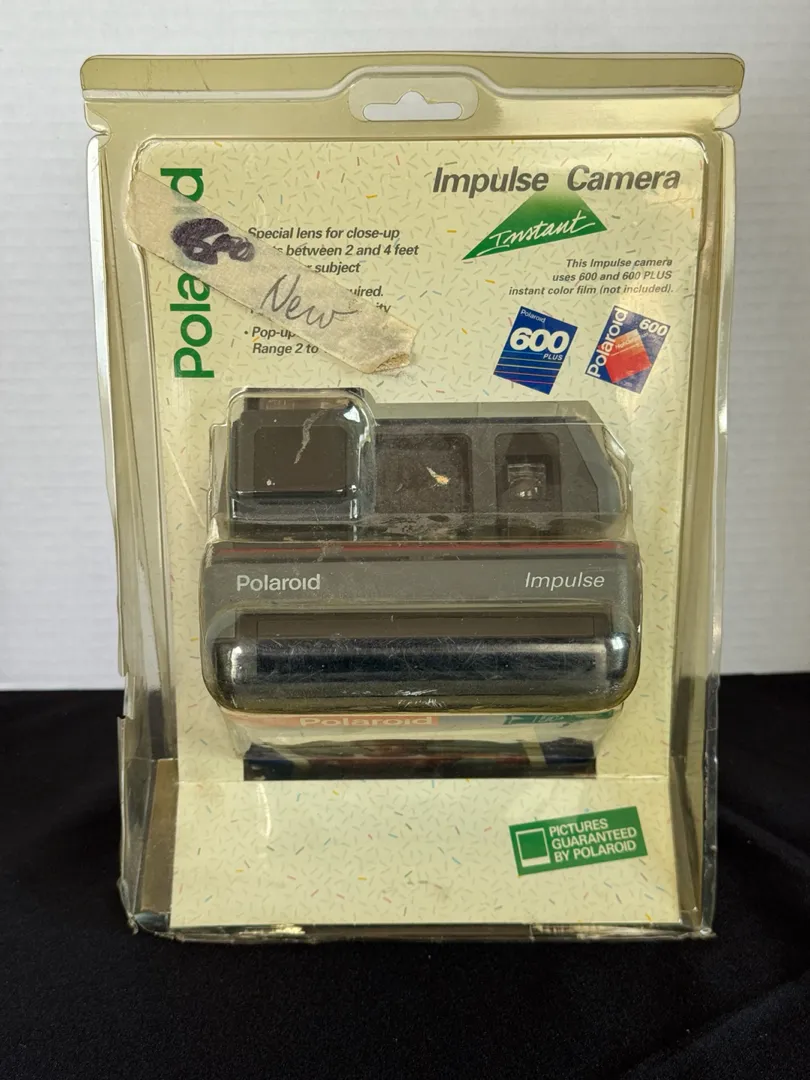 Polaroid
Impulse Camera
Instant
Special lens for close-up
between 2 and 4 feet
subject
This Impulse camera
uses 600 and 600 PLUS
instant color film (not included).
600
New
• Pop-up
Range 2 to
Polaroid
600
PLUS
Polaroid
600
Polaroid
Impulse
Polaroid
PICTURES
GUARANTEED
BY POLAROID